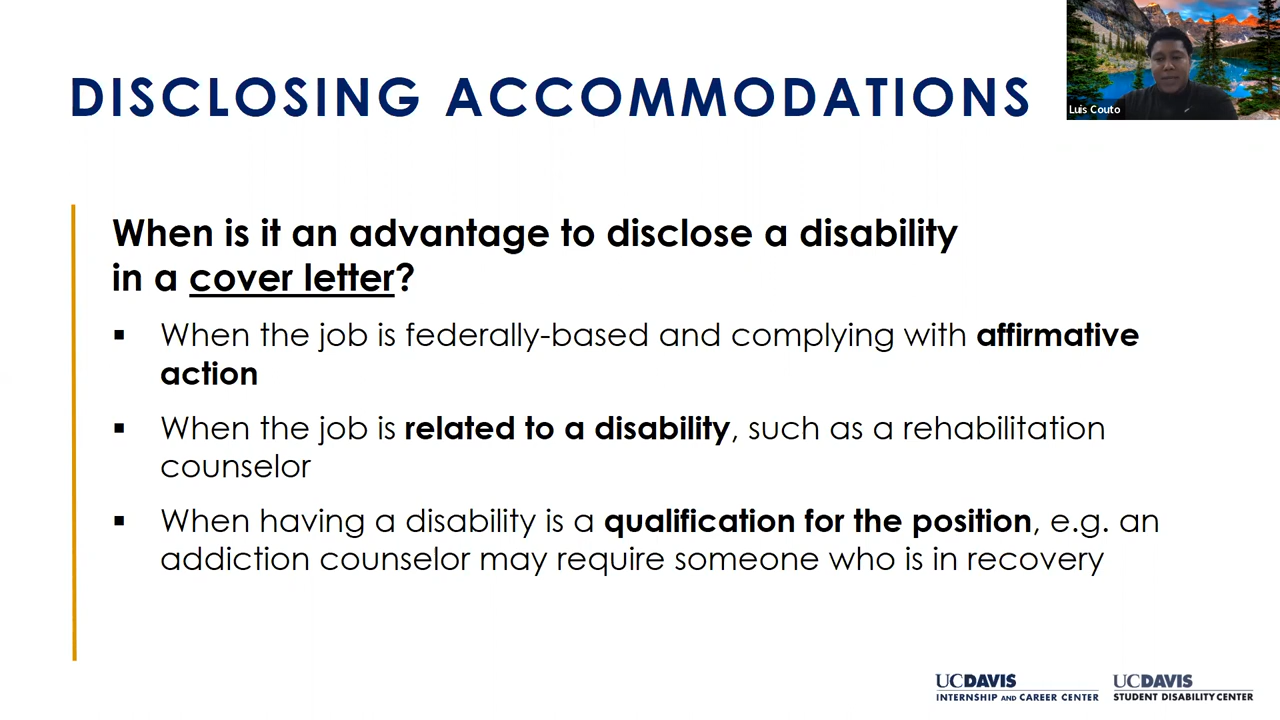 DISCLOSING ACCOMMODATIONS
Luis Couto
When is it an advantage to disclose a disability
in a cover letter?
▪ When the job is federally-based and complying with affirmative
action
▪ When the job is related to a disability, such as a rehabilitation
counselor
▪ When having a disability is a qualification for the position, e.g. an
addiction counselor may require someone who is in recovery
UCDAVIS
INTERNSHIP AND CAREER CENTER
UCDAVIS
STUDENT DISABILITY CENTER